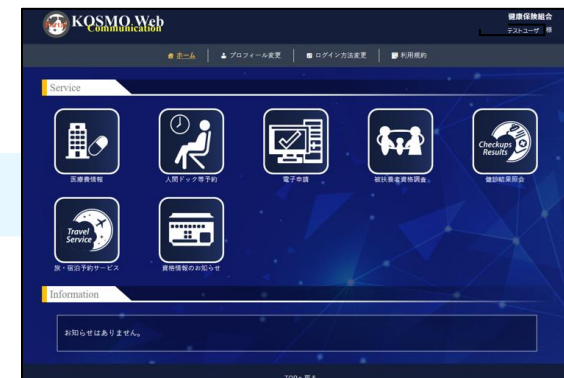 KOSMO Web
Communication
健康保険組合
テストユーザ 様
ホーム
プロフィール変更
ログイン方法変更
利用規約
Service
医療費情報
人間ドック等予約
電子申請
被扶養者資格調査
Checkups
Results
健診結果照会
Travel
Service
旅・宿泊予約サービス
資格情報のお知らせ
Information
お知らせはありません。